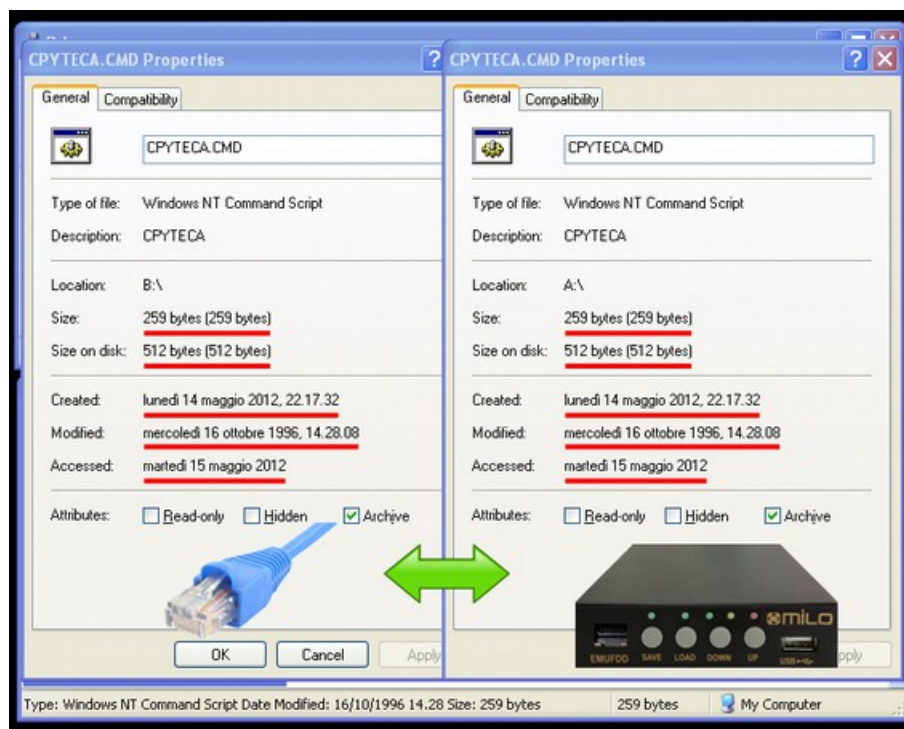 CPYTECA.CMD Properties
General Compatibility
CPYTECA.CMD
Type of file: Windows NT Command Script
Description: CPYTECA
Location: B:\
Size: 259 bytes (259 bytes)
Size on disk: 512 bytes (512 bytes)
Created: lunedì 14 maggio 2012, 22.17.32
Modified: mercoledì 16 ottobre 1996, 14.28.08
Accessed: martedì 15 maggio 2012
Attributes: Read-only Hidden Archive
OK Cancel Apply
CPYTECA.CMD Properties
General Compatibility
CPYTECA.CMD
Type of file: Windows NT Command Script
Description: CPYTECA
Location: A:\
Size: 259 bytes (259 bytes)
Size on disk: 512 bytes (512 bytes)
Created: lunedì 14 maggio 2012, 22.17.32
Modified: mercoledì 16 ottobre 1996, 14.28.08
Accessed: martedì 15 maggio 2012
Attributes: Read-only Hidden Archive
miLo
EMUFDD SAVE LOAD DOWN UP USB
pply
Type: Windows NT Command Script Date Modified: 16/10/1996 14.28 Size: 259 bytes 259 bytes My Computer